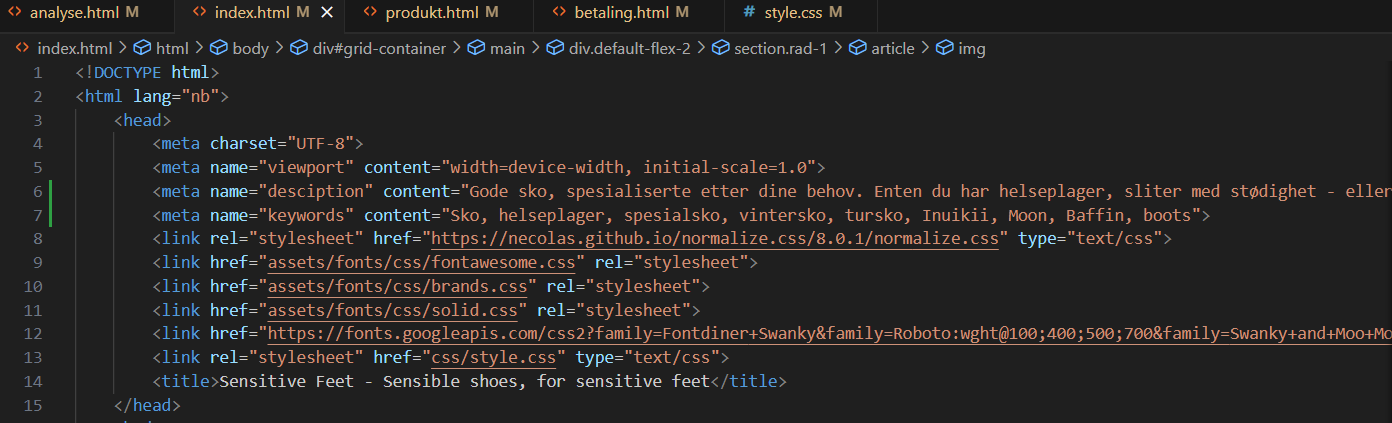 analyse.html M index.html M produkt.html M betaling.html M # style.css M
index.html > html > body > div#grid-container > main > div.default-flex-2 > section.rad-1 > article > img
1 <!DOCTYPE html>
2 <html lang="nb">
3 <head>
4 <meta charset="UTF-8">
5 <meta name="viewport" content="width=device-width, initial-scale=1.0">
6 <meta name="desciption" content="Gode sko, spesialiserte etter dine behov. Enten du har helseplager, sliter med stødighet - eller
7 <meta name="keywords" content="Sko, helseplager, spesialsko, vintersko, tursko, Inuikii, Moon, Baffin, boots">
8 <link rel="stylesheet" href="https://necolas.github.io/normalize.css/8.0.1/normalize.css" type="text/css">
9 <link href="assets/fonts/css/fontawesome.css" rel="stylesheet">
10 <link href="assets/fonts/css/brands.css" rel="stylesheet">
11 <link href="assets/fonts/css/solid.css" rel="stylesheet">
12 <link href="https://fonts.googleapis.com/css2?family=Fontdiner+Swanky&family=Roboto:wght@100;400;500;700&family=Swanky+and+Moo+Mo
13 <link rel="stylesheet" href="css/style.css" type="text/css">
14 <title>Sensitive Feet - Sensible shoes, for sensitive feet</title>
15 </head>